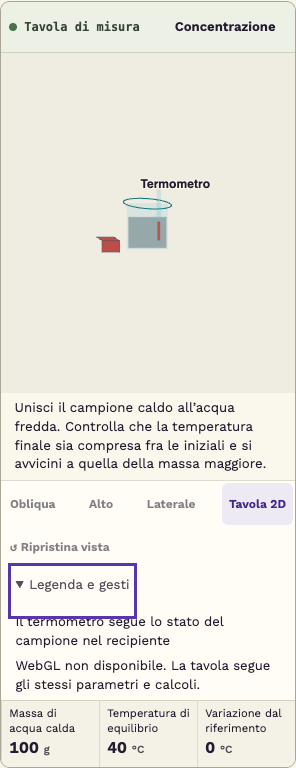 Tavola di misura Concentrazione
Termometro
Unisci il campione caldo all'acqua
fredda. Controlla che la temperatura
finale sia compresa fra le iniziali e si
avvicini a quella della massa maggiore.
Obliqua Alto Laterale Tavola 2D
↺ Ripristina vista
▼ Legenda e gesti
Il termometro segue lo stato del
campione nel recipiente
WebGL non disponibile. La tavola segue
gli stessi parametri e calcoli.
Massa di Temperatura di Variazione dal
acqua calda equilibrio riferimento
100 g 40 °C 0 °C